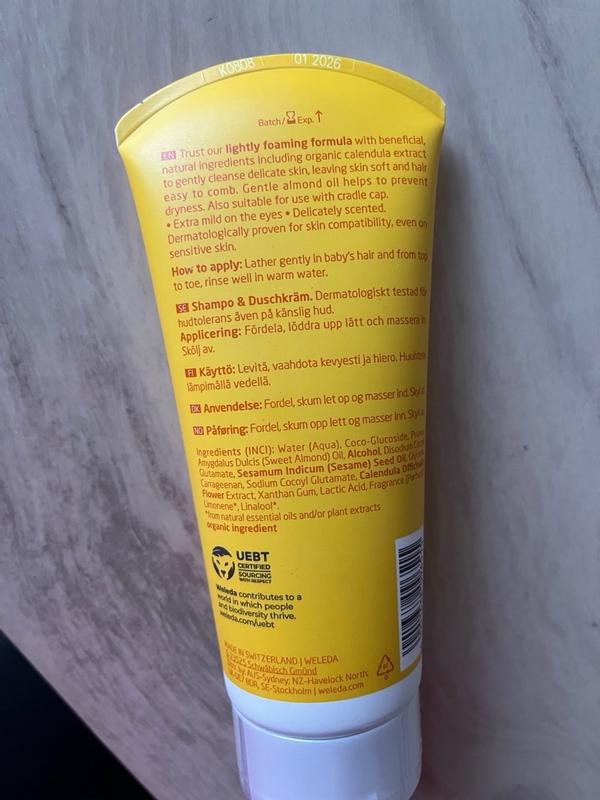 K0808 01 2026
Batch/ Exp.
EN Trust our lightly foaming formula with beneficial,
natural ingredients including organic calendula extract
to gently cleanse delicate skin, leaving skin soft and hair
easy to comb. Gentle almond oil helps to prevent
dryness. Also suitable for use with cradle cap.
• Extra mild on the eyes • Delicately scented.
Dermatologically proven for skin compatibility, even on
sensitive skin.
How to apply: Lather gently in baby's hair and from top
to toe, rinse well in warm water.
SE Shampo & Duschkräm. Dermatologiskt testad för
hudtolerans även på känslig hud.
Applicering: Fördela, löddra upp lätt och massera in.
Skölj av.
FI Käyttö: Levitä, vaahdota kevyesti ja hiero. Huuhtele
lämpimällä vedellä.
DK Anvendelse: Fordel, skum let op og masser ind. Skyl
NO Påføring: Fordel, skum opp lett og masser inn. Skyl
Ingredients (INCI): Water (Aqua), Coco-Glucoside,
Amygdalus Dulcis (Sweet Almond) Oil, Alcohol, Disodium
Glutamate, Sesamum Indicum (Sesame) Seed Oil,
Carrageenan, Sodium Cocoyl Glutamate, Calendula
Flower Extract, Xanthan Gum, Lactic Acid, Fragrance
Limonene*, Linalool*.
*from natural essential oils and/or plant extracts
organic ingredient
UEBT
CERTIFIED
SOURCING
WITH RESPECT
Weleda contributes to a
world in which people
and biodiversity thrive.
weleda.com/uebt
MADE IN SWITZERLAND | WELEDA
Schwäbisch Gmünd
AUS-Sydney; NZ-Havelock North;
SE-Stockholm | weleda.com